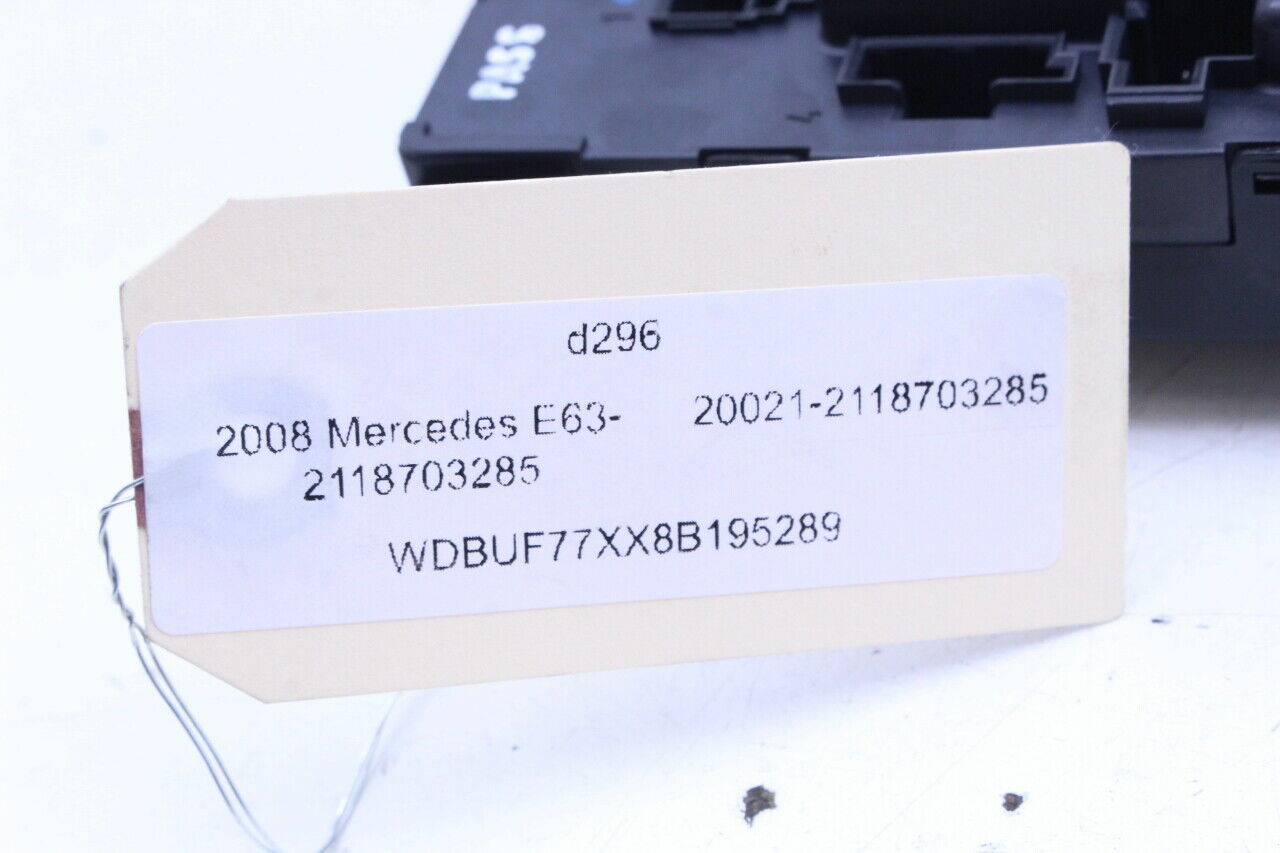 PASS
d296
2008 Mercedes E63-
2118703285
20021-2118703285
WDBUF77XX8B195289